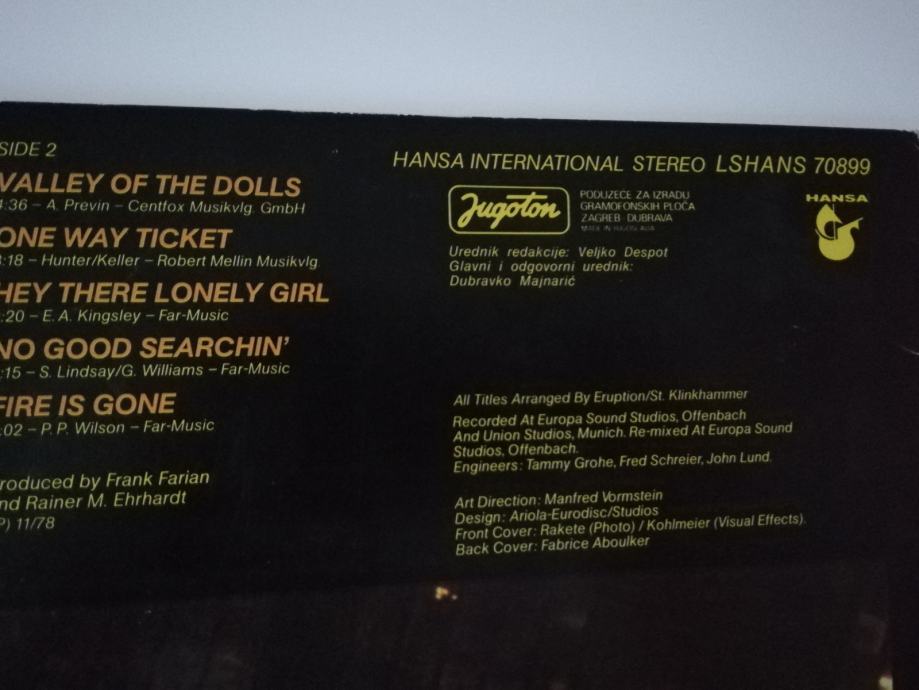 SIDE 2
VALLEY OF THE DOLLS
:36 – A. Previn – Centfox Musikvlg. GmbH
ONE WAY TICKET
:18 – Hunter/Keller – Robert Mellin Musikvlg.
HEY THERE LONELY GIRL
:20 – E.A. Kingsley – Far-Music
NO GOOD SEARCHIN'
:15 – S. Lindsay/G. Williams – Far-Music
FIRE IS GONE
:02 – P.P. Wilson – Far-Music
roduced by Frank Farian
nd Rainer M. Ehrhardt
P) 11/78
HANSA INTERNATIONAL STEREO LSHANS 70899
Jugoton
PODUZEĆE ZA IZRADU
GRAMOFONSKIH PLOČA
ZAGREB DUBRAVA
MADE IN YUGOSLAVIA
HANSA
Urednik redakcije: Veljko Despot
Glavni i odgovorni urednik:
Dubravko Majnarić
All Titles Arranged By Eruption/St. Klinkhammer
Recorded At Europa Sound Studios, Offenbach
And Union Studios, Munich. Re-mixed At Europa Sound
Studios, Offenbach.
Engineers: Tammy Grohe, Fred Schreier, John Lund.
Art Direction: Manfred Vormstein
Design: Ariola-Eurodisc/Studios
Front Cover: Rakete (Photo) / Kohlmeier (Visual Effects).
Back Cover: Fabrice Aboulker